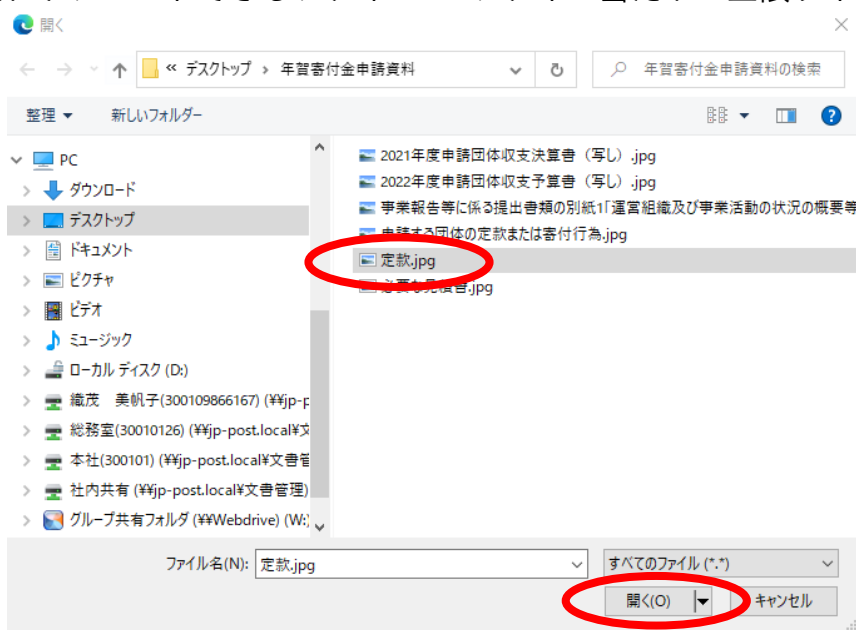 開く
« デスクトップ › 年賀寄付金申請資料
年賀寄付金申請資料の検索
整理 ▼ 新しいフォルダー
PC
ダウンロード
デスクトップ
ドキュメント
ピクチャ
ビデオ
ミュージック
ローカル ディスク (D:)
織茂　美帆子(300109866167) (¥¥jp-p
総務室(30010126) (¥¥jp-post.local¥文
本社(300101) (¥¥jp-post.local¥文書管
社内共有 (¥¥jp-post.local¥文書管理)
グループ共有フォルダ (¥¥Webdrive) (W:)
2021年度申請団体収支決算書（写し）.jpg
2022年度申請団体収支予算書（写し）.jpg
事業報告等に係る提出書類の別紙1「運営組織及び事業活動の状況の概要等
申請する団体の定款または寄付行為.jpg
定款.jpg
必要な見積書.jpg
ファイル名(N): 定款.jpg
すべてのファイル (*.*)
開く(O) キャンセル